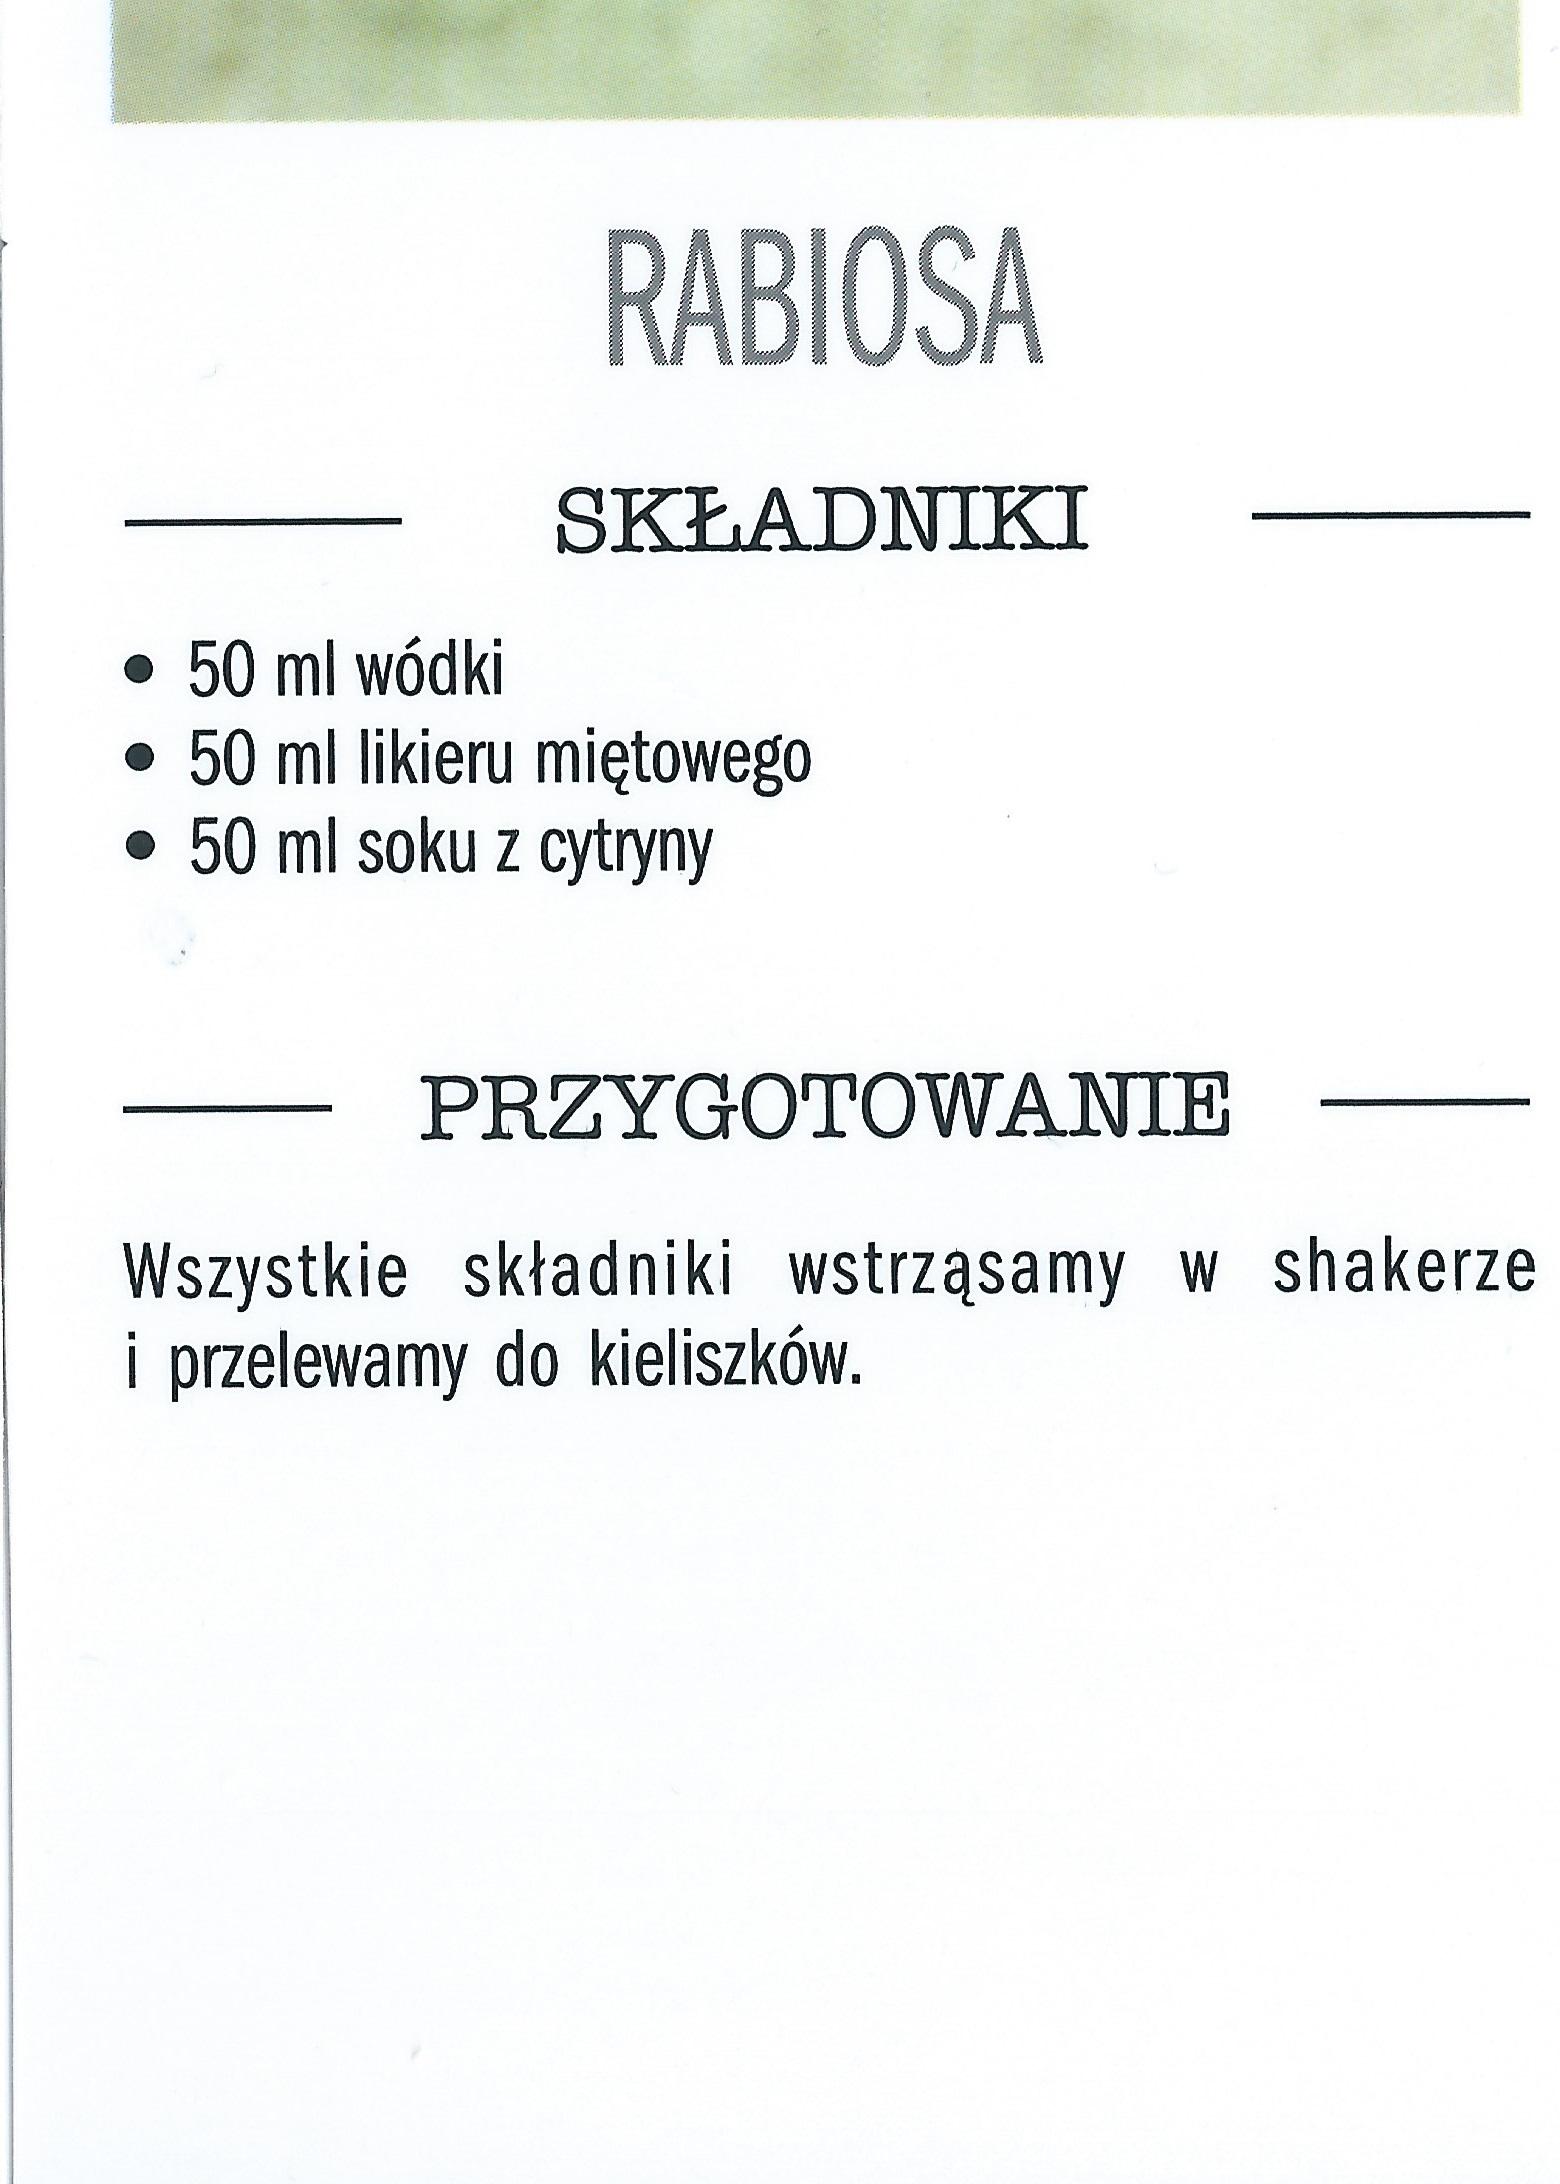 RABIOSA
SKŁADNIKI
• 50 ml wódki
• 50 ml likieru miętowego
• 50 ml soku z cytryny
PRZYGOTOWANIE
Wszystkie składniki wstrząsamy w shakerze
i przelewamy do kieliszków.